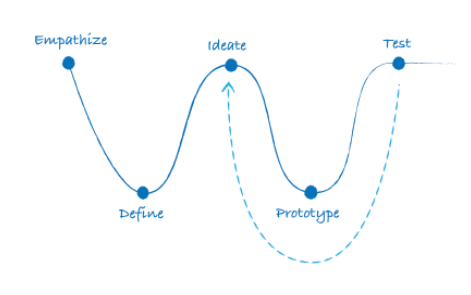 Empathize
Define
Ideate
Prototype
Test